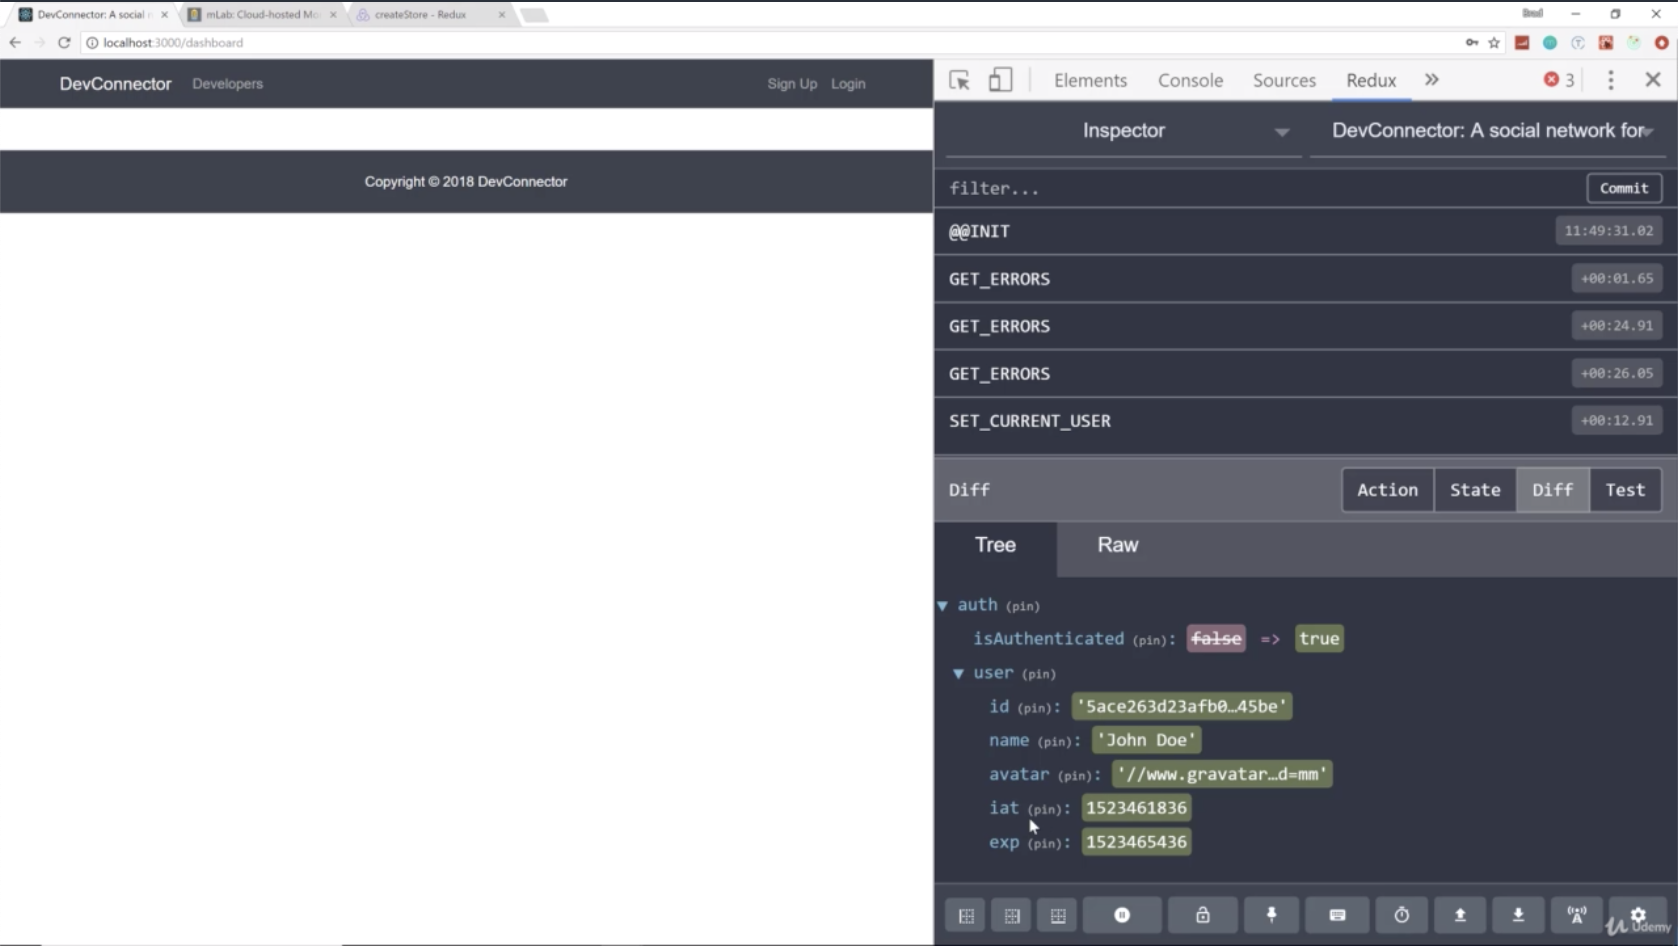 DevConnector: A social n
mLab: Cloud-hosted Mo
createStore - Redux
Brad
localhost:3000/dashboard
DevConnector Developers Sign Up Login
Copyright © 2018 DevConnector
Elements Console Sources Redux » 3
Inspector DevConnector: A social network for
filter... Commit
@@INIT 11:49:31.02
GET_ERRORS +00:01.65
GET_ERRORS +00:24.91
GET_ERRORS +00:26.05
SET_CURRENT_USER +00:12.91
Diff Action State Diff Test
Tree Raw
auth (pin)
isAuthenticated (pin): false => true
user (pin)
id (pin): '5ace263d23afb0…45be'
name (pin): 'John Doe'
avatar (pin): '//www.gravatar…d=mm'
iat (pin): 1523461836
exp (pin): 1523465436
Udemy